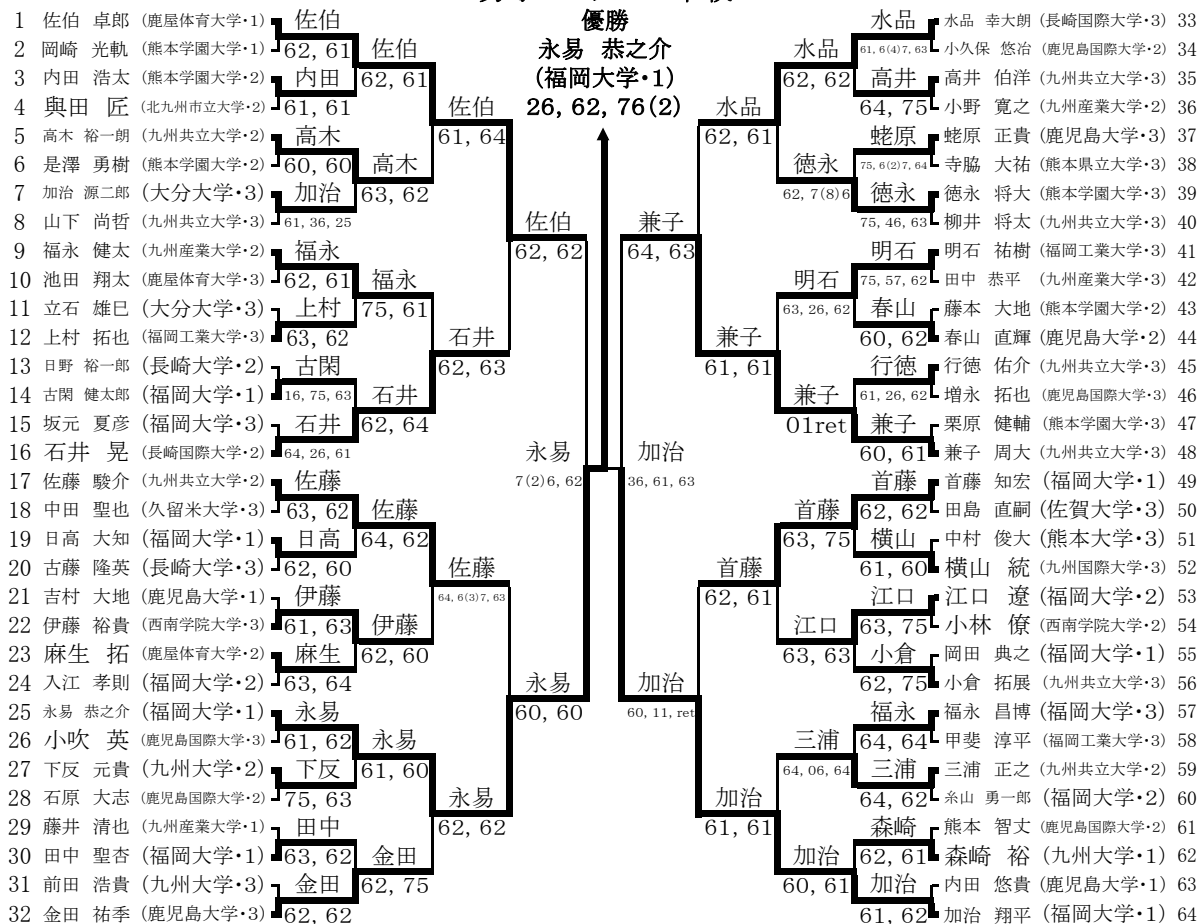 優勝
永易 恭之介
(福岡大学・1)
26, 62, 76(2)
1 佐伯 卓郎 (鹿屋体育大学・1)
2 岡崎 光軌 (熊本学園大学・1)
3 内田 浩太 (熊本学園大学・2)
4 與田 匠 (北九州市立大学・2)
5 高木 裕一朗 (九州共立大学・2)
6 是澤 勇樹 (熊本学園大学・2)
7 加治 源二郎 (大分大学・3)
8 山下 尚哲 (九州共立大学・3)
9 福永 健太 (九州産業大学・2)
10 池田 翔太 (鹿屋体育大学・3)
11 立石 雄巳 (大分大学・3)
12 上村 拓也 (福岡工業大学・3)
13 日野 裕一郎 (長崎大学・2)
14 古閑 健太郎 (福岡大学・1)
15 坂元 夏彦 (福岡大学・3)
16 石井 晃 (長崎国際大学・2)
17 佐藤 駿介 (九州共立大学・2)
18 中田 聖也 (久留米大学・3)
19 日高 大知 (福岡大学・1)
20 古藤 隆英 (長崎大学・3)
21 吉村 大地 (鹿児島大学・1)
22 伊藤 裕貴 (西南学院大学・3)
23 麻生 拓 (鹿屋体育大学・2)
24 入江 孝則 (福岡大学・2)
25 永易 恭之介 (福岡大学・1)
26 小吹 英 (鹿児島国際大学・3)
27 下反 元貴 (九州大学・2)
28 石原 大志 (鹿児島国際大学・2)
29 藤井 清也 (九州産業大学・1)
30 田中 聖杏 (福岡大学・1)
31 前田 浩貴 (九州大学・3)
32 金田 祐季 (鹿児島大学・3)
佐伯
62, 61
内田
61, 61
高木
60, 60
加治
61, 36, 25
福永
62, 61
上村
63, 62
古閑
16, 75, 63
石井
64, 26, 61
佐藤
63, 62
日高
62, 60
伊藤
61, 63
麻生
63, 64
永易
61, 62
下反
75, 63
田中
63, 62
金田
62, 62
佐伯
62, 61
高木
63, 62
福永
75, 61
石井
62, 64
佐藤
64, 62
伊藤
62, 60
永易
61, 60
金田
62, 75
佐伯
61, 64
石井
62, 63
佐藤
64, 6(3)7, 63
永易
62, 62
佐伯
62, 62
永易
60, 60
永易
7(2)6, 62
加治
36, 61, 63
兼子
64, 63
加治
60, 11, ret
水品
62, 61
兼子
61, 61
首藤
62, 61
加治
61, 61
水品
62, 62
徳永
62, 7(8)6
明石
63, 26, 62
兼子
01ret
首藤
63, 75
江口
63, 63
三浦
64, 06, 64
加治
60, 61
水品
61, 6(4)7, 63
高井
64, 75
蛯原
75, 6(2)7, 64
徳永
75, 46, 63
明石
75, 57, 62
春山
60, 62
行徳
61, 26, 62
兼子
60, 61
首藤
62, 62
横山
61, 60
江口
63, 75
小倉
62, 75
福永
64, 64
三浦
64, 62
森崎
62, 61
加治
61, 62
水品 幸大朗 (長崎国際大学・3) 33
小久保 悠冶 (鹿児島国際大学・2) 34
高井 伯洋 (九州共立大学・3) 35
小野 寛之 (九州産業大学・2) 36
蛯原 正貴 (鹿児島大学・3) 37
寺脇 大祐 (熊本県立大学・3) 38
徳永 将大 (熊本学園大学・3) 39
柳井 将太 (九州共立大学・3) 40
明石 祐樹 (福岡工業大学・3) 41
田中 恭平 (九州産業大学・3) 42
藤本 大地 (熊本学園大学・2) 43
春山 直輝 (鹿児島大学・2) 44
行徳 佑介 (九州共立大学・3) 45
増永 拓也 (鹿児島国際大学・3) 46
栗原 健輔 (熊本学園大学・3) 47
兼子 周大 (九州共立大学・3) 48
首藤 知宏 (福岡大学・1) 49
田島 直嗣 (佐賀大学・3) 50
中村 俊大 (熊本大学・3) 51
横山 統 (九州国際大学・3) 52
江口 遼 (福岡大学・2) 53
小林 僚 (西南学院大学・2) 54
岡田 典之 (福岡大学・1) 55
小倉 拓展 (九州共立大学・3) 56
福永 昌博 (福岡大学・3) 57
甲斐 淳平 (福岡工業大学・3) 58
三浦 正之 (九州共立大学・2) 59
糸山 勇一郎 (福岡大学・2) 60
熊本 智丈 (鹿児島国際大学・2) 61
森崎 裕 (九州大学・1) 62
内田 悠貴 (鹿児島大学・1) 63
加治 翔平 (福岡大学・1) 64